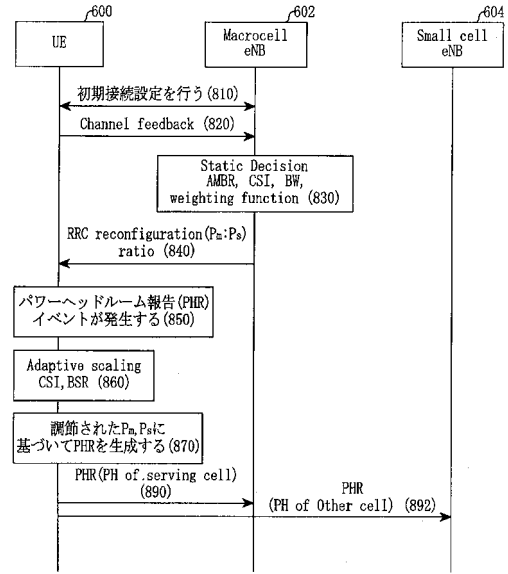 600
602
604
UE
Macrocell
eNB
Small cell
eNB
初期接続設定を行う(810)
Channel feedback (820)
Static Decision
AMBR, CSI, BW,
weighting function (830)
RRC reconfiguration(Pm:Ps)
ratio (840)
パワーヘッドルーム報告(PHR)
イベントが発生する(850)
Adaptive scaling
CSI,BSR (860)
調節されたPm,Psに
基づいてPHRを生成する(870)
PHR(PH of.serving cell)
(890)
PHR
(PH of Other cell) (892)